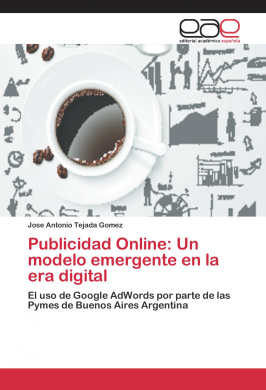 eae
editorial académica española
Jose Antonio Tejada Gomez
Publicidad Online: Un
modelo emergente en la
era digital
El uso de Google AdWords por parte de las
Pymes de Buenos Aires Argentina